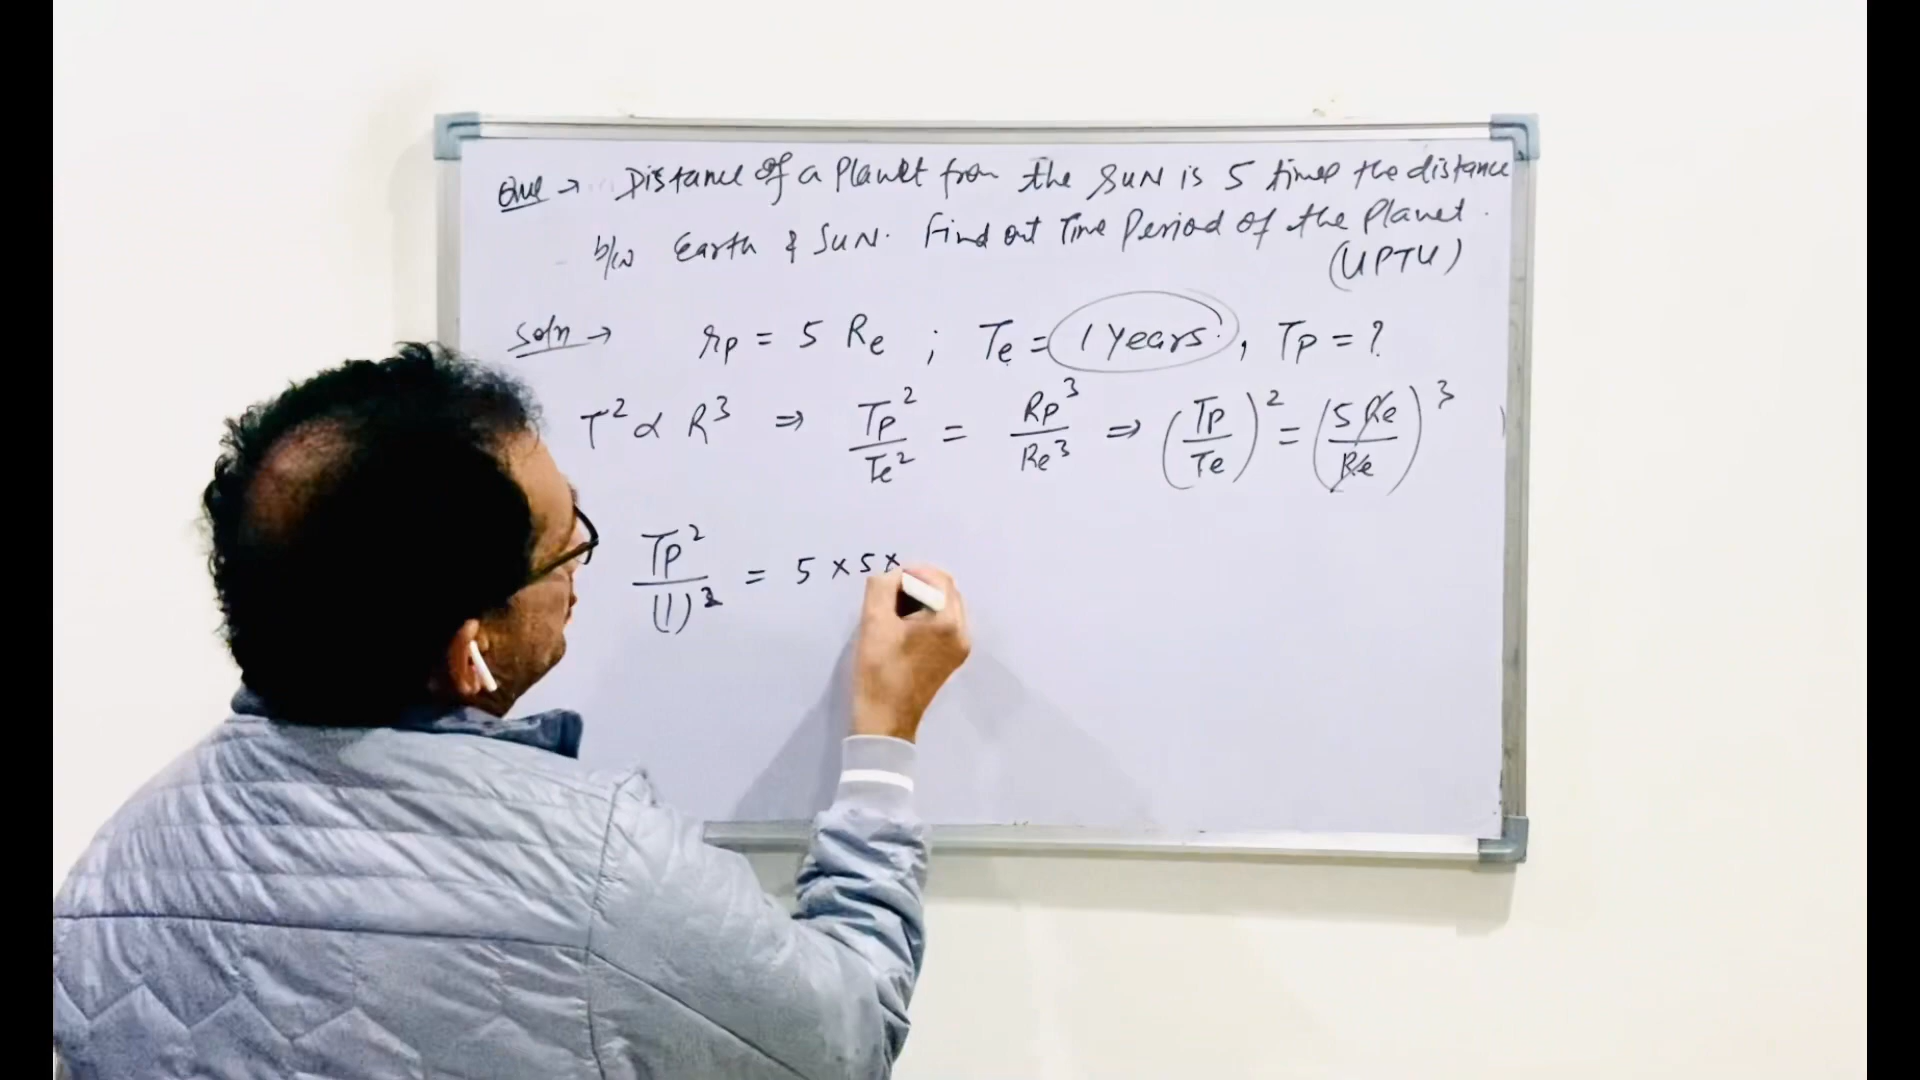 Que → Distance of a Planet from the SUN is 5 times the distance
b/w Earth & SUN. Find out Time Period of the Planet.
(UPTU)
Soln → rp = 5 Re ; Te = 1 Years, Tp = ?
T² ∝ R³ ⇒ Tp²/Te² = Rp³/Re³ ⇒ (Tp/Te)² = (5 Re/Re)³
Tp²/(1)² = 5 × 5 ×